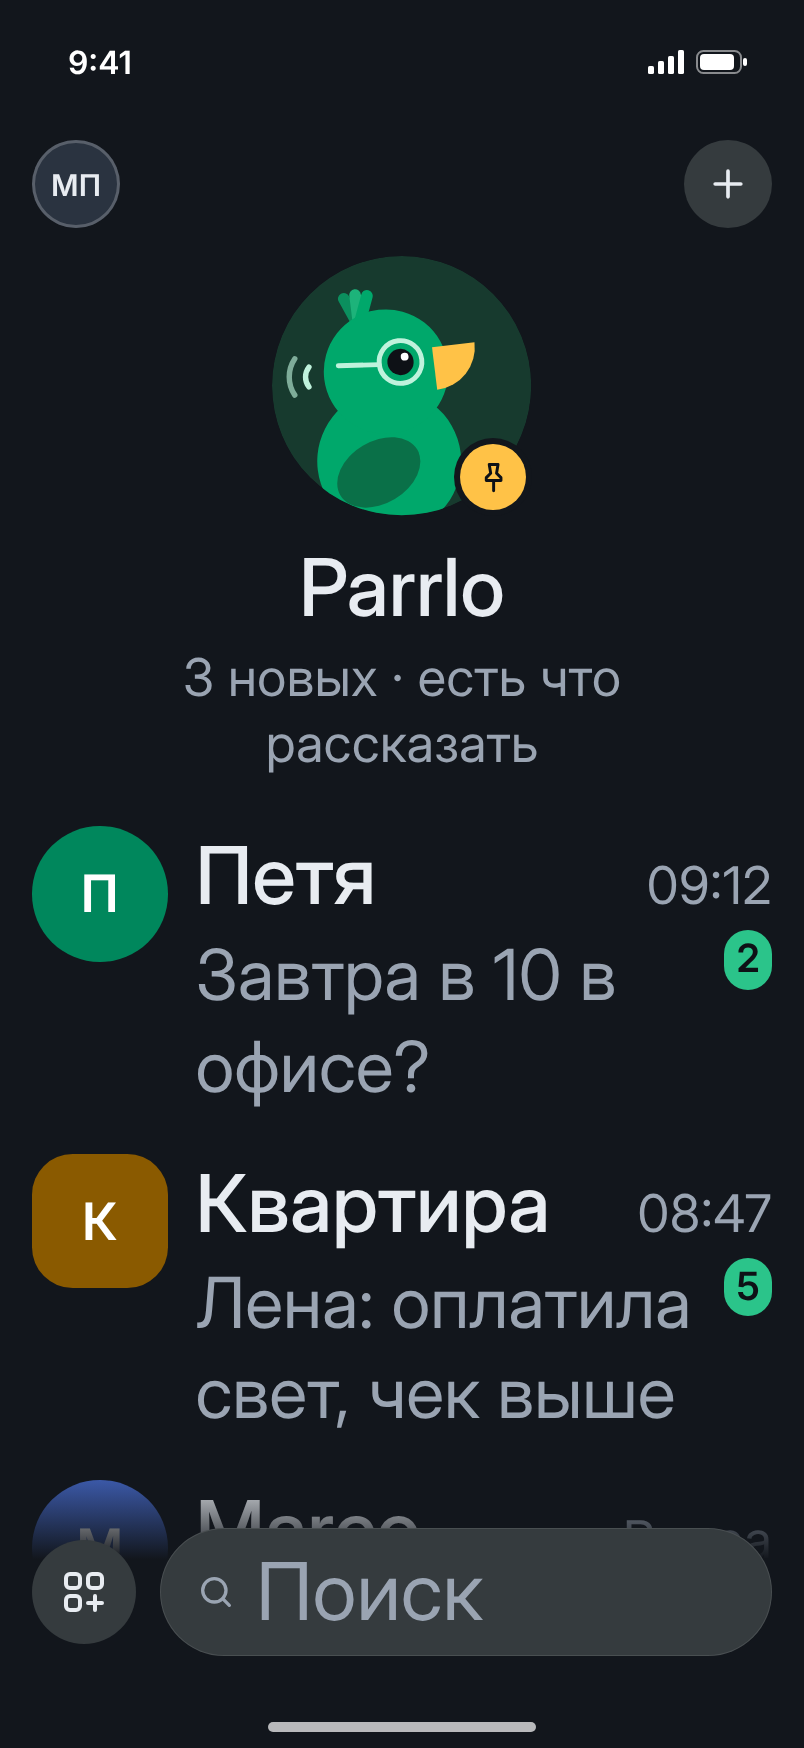 9:41
МП
Parrlo
3 новых · есть что
рассказать
П
Петя
09:12
Завтра в 10 в
2
офисе?
К
Квартира
08:47
Лена: оплатила
5
свет, чек выше
М
Поиск